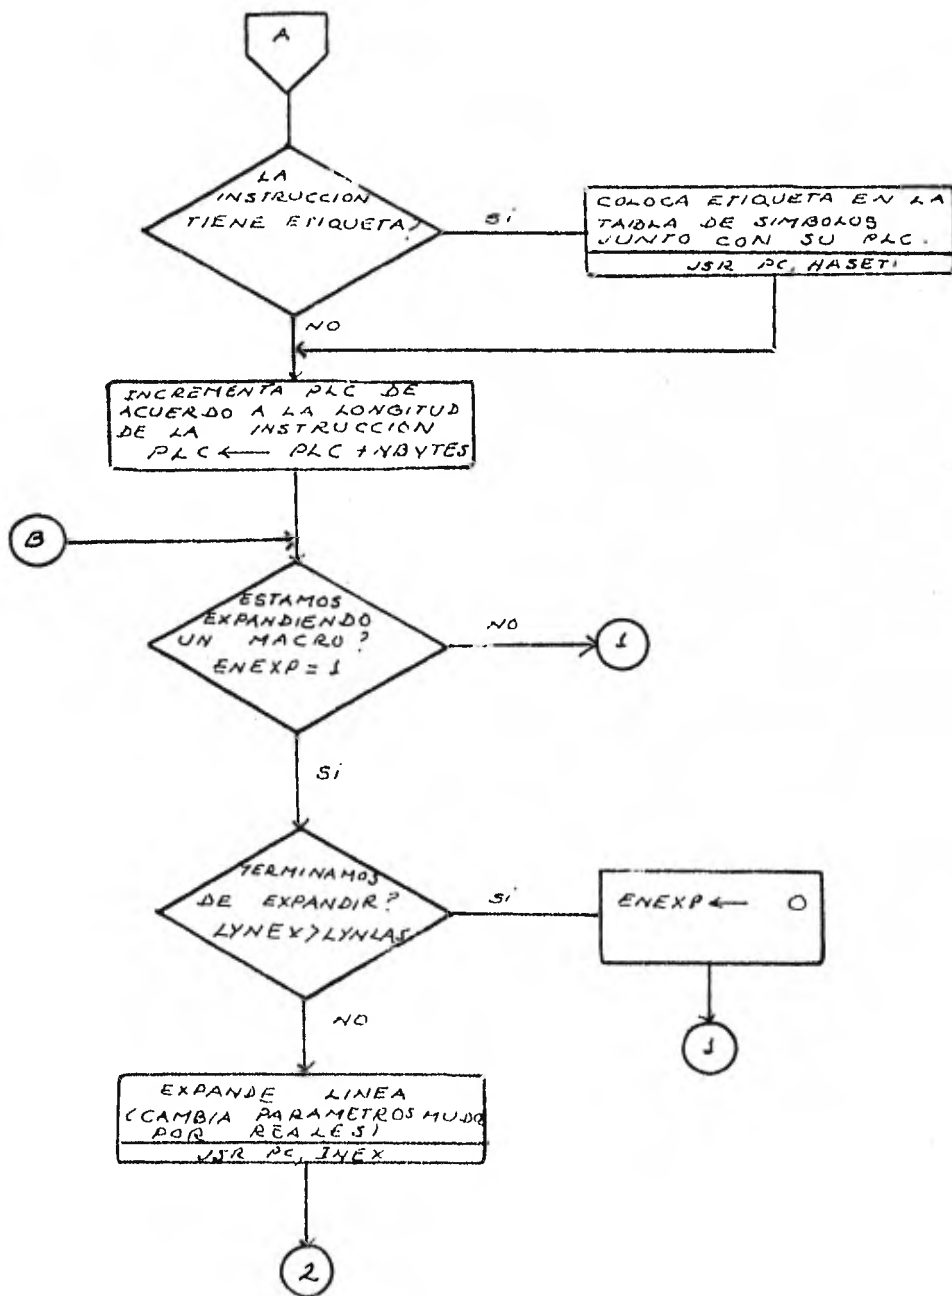 A
LA
INSTRUCCION
TIENE ETIQUETA?
SI
COLOCA ETIQUETA EN LA
TABLA DE SIMBOLOS
JUNTO CON SU PLC.
JSR PC, HASETI
NO
INCREMENTA PLC DE
ACUERDO A LA LONGITUD
DE LA INSTRUCCION
PLC ← PLC + NBYTES
B
ESTAMOS
EXPANDIENDO
UN MACRO?
ENEXP = 1
NO
1
SI
TERMINAMOS
DE EXPANDIR?
LYNEX>LYNLAS
SI
ENEXP ← 0
1
NO
EXPANDE LINEA
(CAMBIA PARAMETROS MUDO
POR REALES)
JSR PC, INEX
2